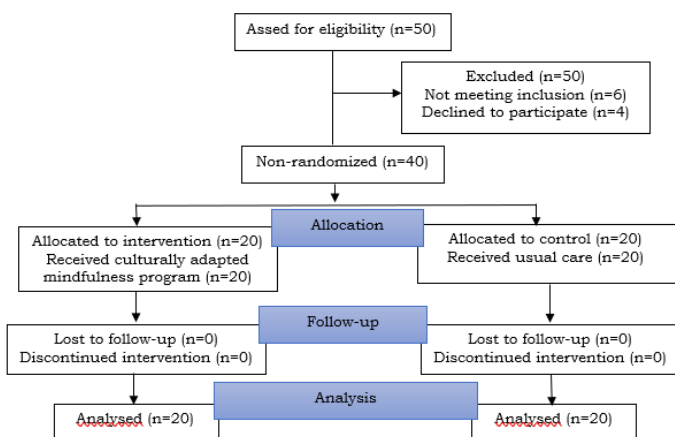 Assed for eligibility (n=50)
Excluded (n=50)
Not meeting inclusion (n=6)
Declined to participate (n=4)
Non-randomized (n=40)
Allocation
Allocated to intervention (n=20)
Received culturally adapted
mindfulness program (n=20)
Allocated to control (n=20)
Received usual care (n=20)
Follow-up
Lost to follow-up (n=0)
Discontinued intervention (n=0)
Lost to follow-up (n=0)
Discontinued intervention (n=0)
Analysis
Analysed (n=20)
Analysed (n=20)